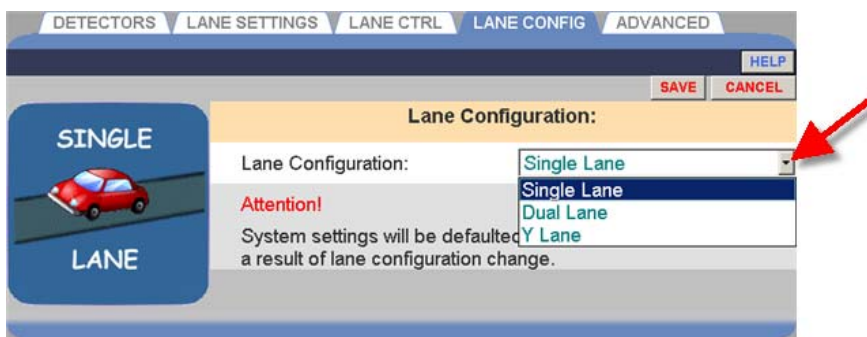 DETECTORS LANE SETTINGS LANE CTRL LANE CONFIG ADVANCED
HELP
SAVE CANCEL
SINGLE
LANE
Lane Configuration:
Lane Configuration: Single Lane
Single Lane
Dual Lane
Y Lane
Attention!
System settings will be defaulted
a result of lane configuration change.